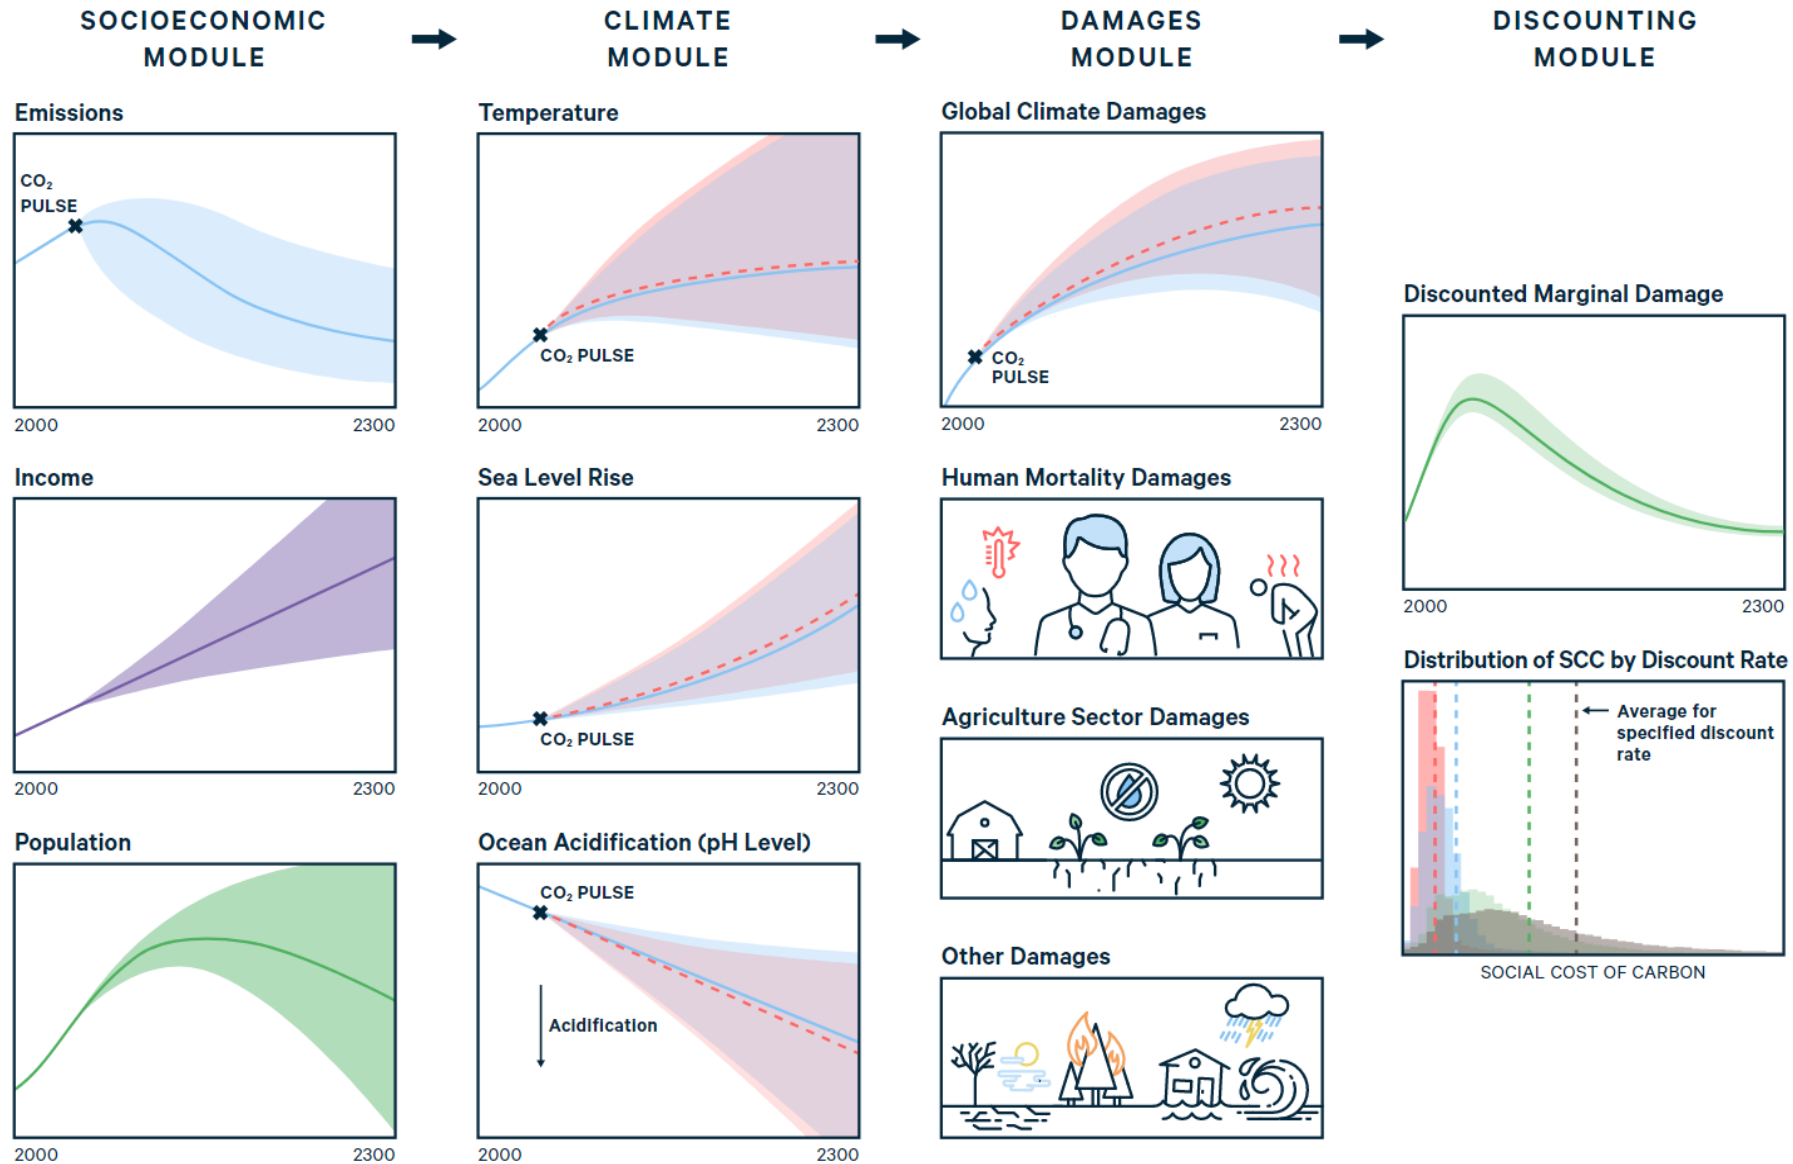 SOCIOECONOMIC
MODULE
CLIMATE
MODULE
DAMAGES
MODULE
DISCOUNTING
MODULE
Emissions
CO₂
PULSE
2000 2300
Income
2000 2300
Population
2000 2300
Temperature
CO₂ PULSE
2000 2300
Sea Level Rise
CO₂ PULSE
2000 2300
Ocean Acidification (pH Level)
CO₂ PULSE
Acidification
2000 2300
Global Climate Damages
CO₂
PULSE
2000 2300
Human Mortality Damages
Agriculture Sector Damages
Other Damages
Discounted Marginal Damage
2000 2300
Distribution of SCC by Discount Rate
Average for
specified discount
rate
SOCIAL COST OF CARBON